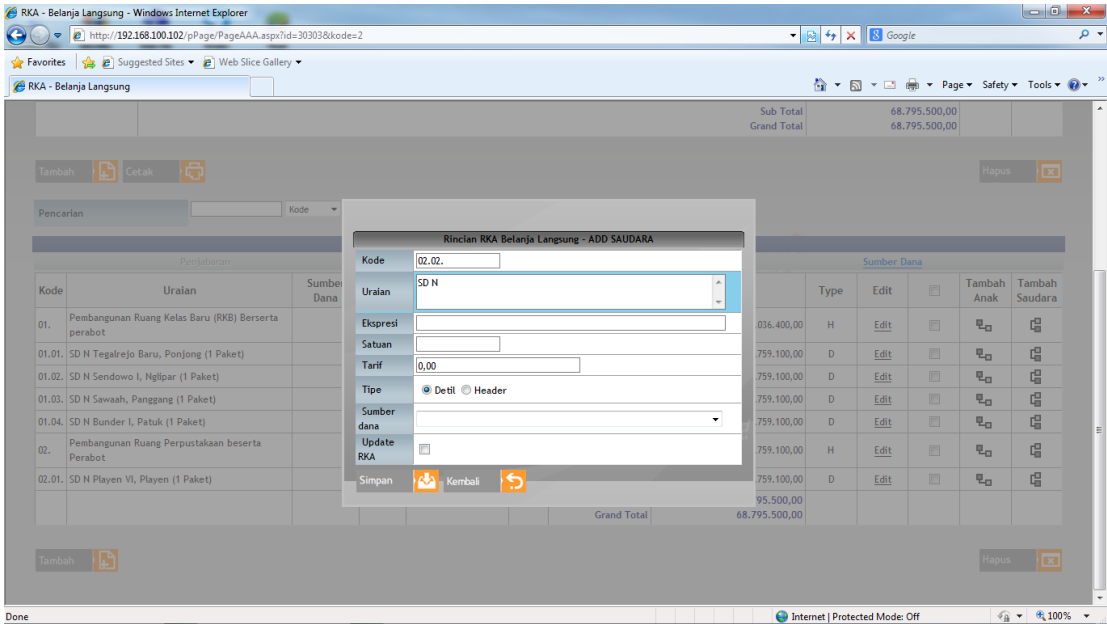 RKA - Belanja Langsung - Windows Internet Explorer
http://192.168.100.102/pPage/PageAAA.aspx?id=30303&kode=2
Google
Favorites Suggested Sites Web Slice Gallery
RKA - Belanja Langsung
Page Safety Tools
Sub Total 68.795.500,00
Grand Total 68.795.500,00
Tambah Cetak Hapus
Pencarian Kode
Rincian RKA Belanja Langsung - ADD SAUDARA
Kode 02.02.
Uraian SD N
Ekspresi
Satuan
Tarif 0,00
Tipe Detil Header
Sumber dana
Update RKA
Simpan Kembali
Penjabaran Sumber Dana
Kode Uraian Sumber Dana Type Edit Tambah Anak Tambah Saudara
01. Pembangunan Ruang Kelas Baru (RKB) Berserta perabot .036.400,00 H Edit
01.01. SD N Tegalrejo Baru, Ponjong (1 Paket) .759.100,00 D Edit
01.02. SD N Sendowo I, Nglipar (1 Paket) 759.100,00 D Edit
01.03. SD N Sawaah, Panggang (1 Paket) 759.100,00 D Edit
01.04. SD N Bunder I, Patuk (1 Paket) 759.100,00 D Edit
02. Pembangunan Ruang Perpustakaan beserta Perabot 759.100,00 H Edit
02.01. SD N Playen VI, Playen (1 Paket) 759.100,00 D Edit
95.500,00
Grand Total 68.795.500,00
Tambah Hapus
Done Internet | Protected Mode: Off 100%